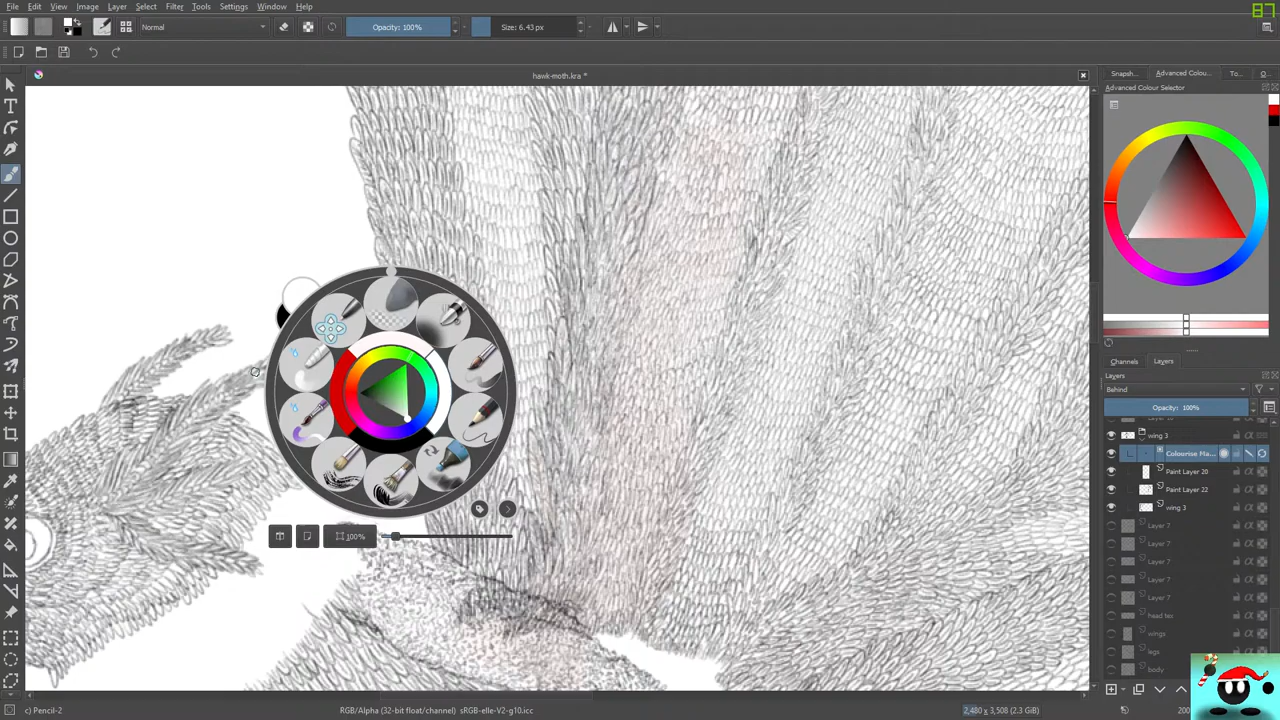 File Edit View Image Layer Select Filter Tools Settings Window Help
87
Normal
Opacity: 100%
Size: 6.43 px
hawk-moth.kra *
Snapsh...
Advanced Colou...
To...
O...
Advanced Colour Selector
100%
Channels
Layers
Layers
Behind
Opacity: 100%
wing 3
Colourise Ma...
Paint Layer 20
Paint Layer 22
wing 3
Layer 7
Layer 7
Layer 7
Layer 7
Layer 7
head tex
wings
legs
body
c) Pencil-2
RGB/Alpha (32-bit float/channel) sRGB-elle-V2-g10.icc
2,480 x 3,508 (2.3 GiB)
200